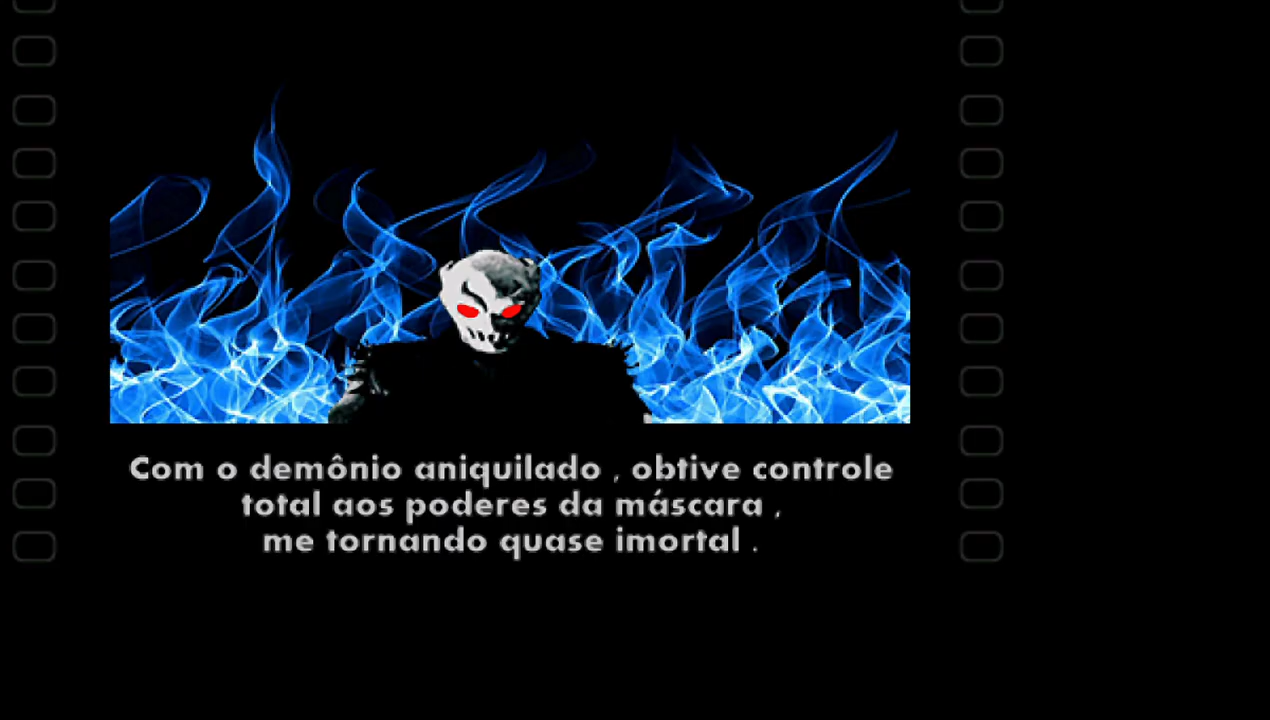 Com o demônio aniquilado , obtive controle
total aos poderes da máscara ,
me tornando quase imortal .